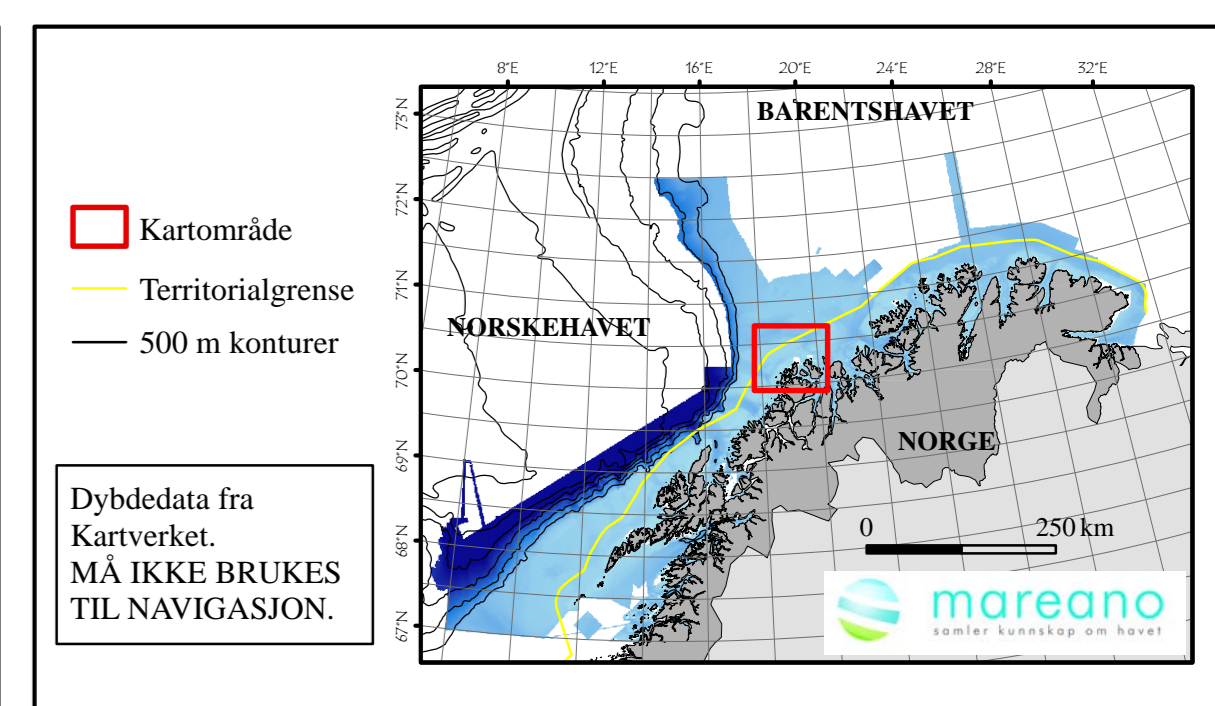 8°E 12°E 16°E 20°E 24°E 28°E 32°E
73°N
72°N
71°N
70°N
69°N
68°N
67°N
BARENTSHAVET
NORSKEHAVET
NORGE
0 250 km
mareano
samler kunnskap om havet
Kartområde
Territorialgrense
500 m konturer
Dybdedata fra
Kartverket.
MÅ IKKE BRUKES
TIL NAVIGASJON.